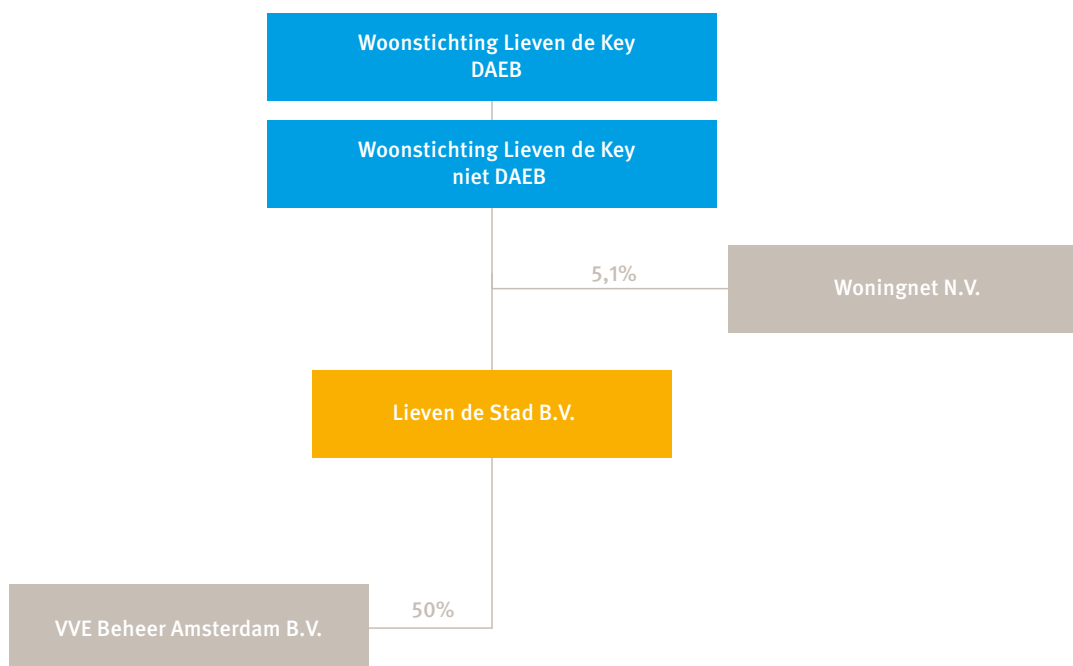 Woonstichting Lieven de Key
DAEB
Woonstichting Lieven de Key
niet DAEB
5,1%
Woningnet N.V.
Lieven de Stad B.V.
50%
VVE Beheer Amsterdam B.V.